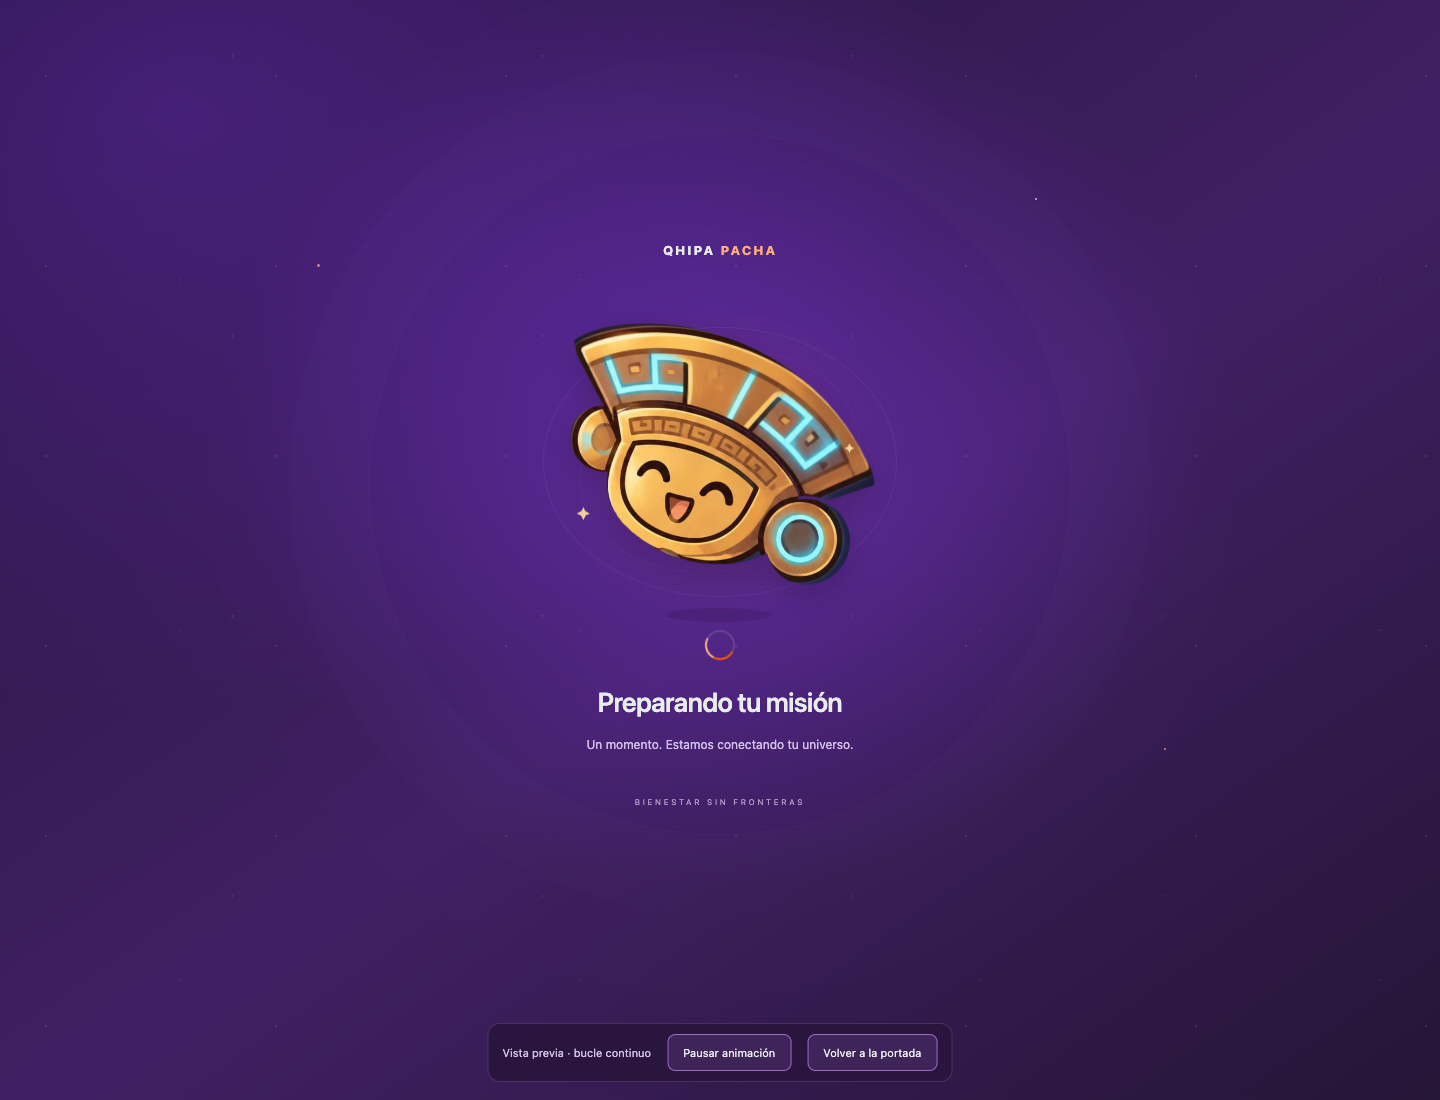 QHIPA PACHA
Preparando tu misión
Un momento. Estamos conectando tu universo.
BIENESTAR SIN FRONTERAS
Vista previa · bucle continuo
Pausar animación
Volver a la portada